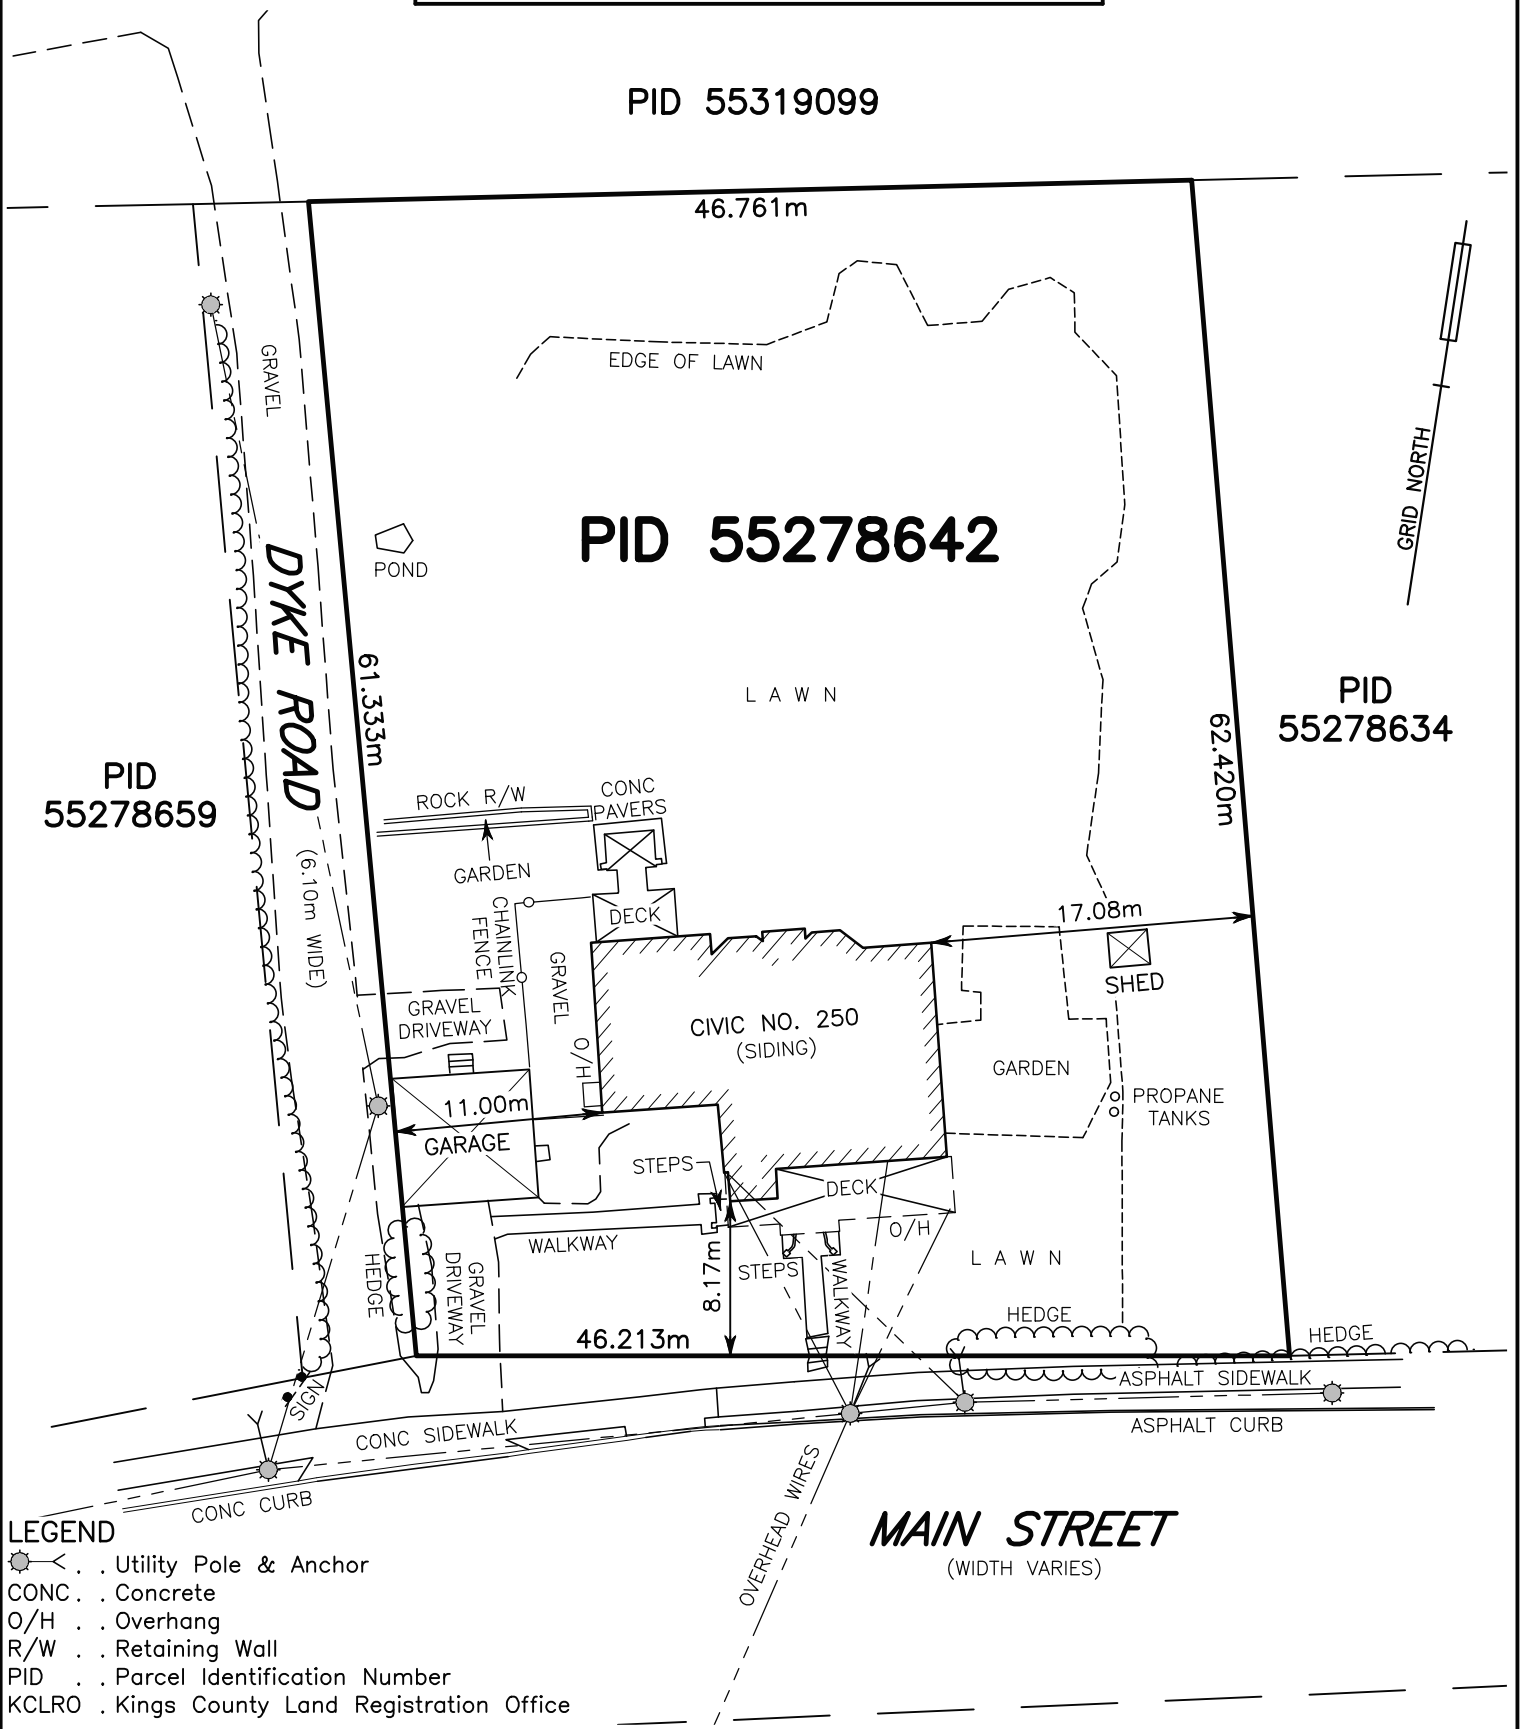 PID 55319099
46.761m
EDGE OF LAWN
GRAVEL
GRID NORTH
PID 55278642
POND
DYKE ROAD
(6.10m WIDE)
61.333m
L A W N
62.420m
PID
55278634
PID
55278659
ROCK R/W
CONC
PAVERS
GARDEN
CHAINLINK
FENCE
DECK
17.08m
SHED
GRAVEL
GRAVEL
DRIVEWAY
CIVIC NO. 250
(SIDING)
O/H
GARDEN
PROPANE
TANKS
11.00m
GARAGE
STEPS
DECK
O/H
WALKWAY
HEDGE
GRAVEL
DRIVEWAY
8.17m
STEPS
WALKWAY
L A W N
HEDGE
HEDGE
46.213m
SIGN
ASPHALT SIDEWALK
CONC SIDEWALK
ASPHALT CURB
CONC CURB
OVERHEAD WIRES
MAIN STREET
(WIDTH VARIES)
LEGEND
. . Utility Pole & Anchor
CONC . . Concrete
O/H . . Overhang
R/W . . Retaining Wall
PID . . Parcel Identification Number
KCLRO . Kings County Land Registration Office